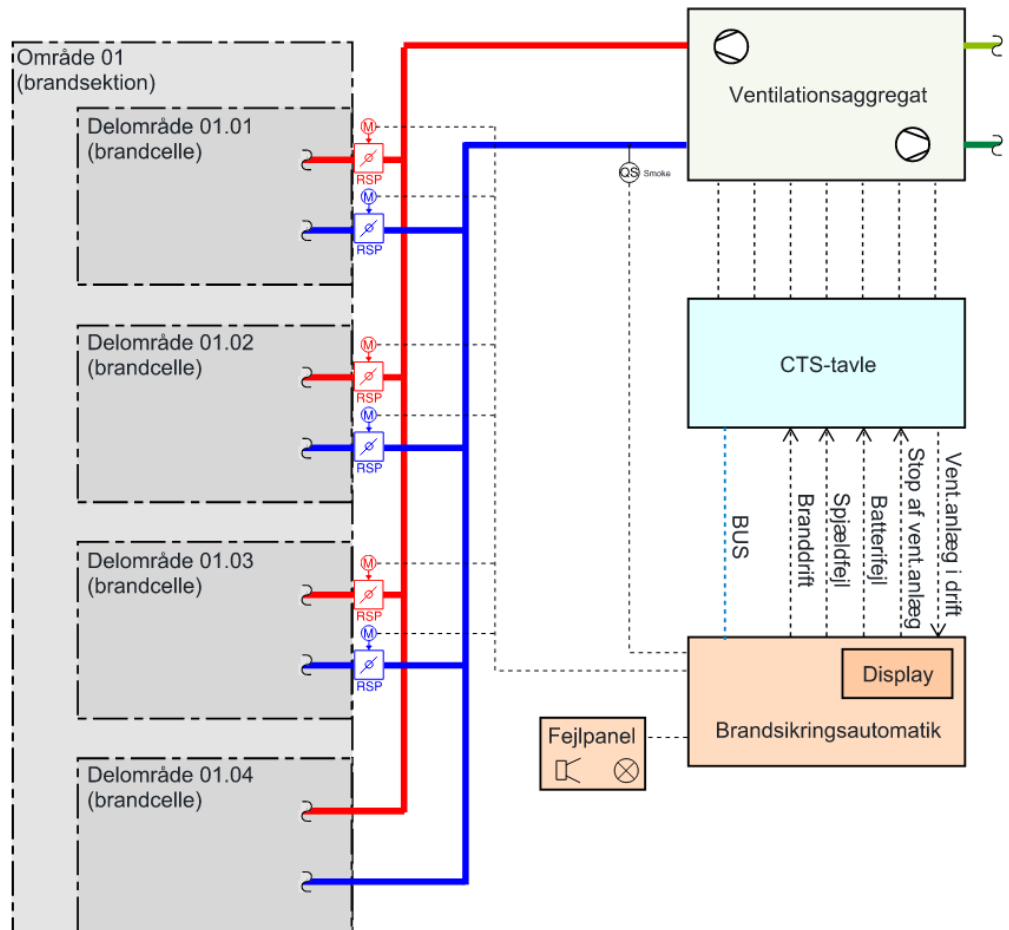 Område 01
(brandsektion)
Delområde 01.01
(brandcelle)
M
RSP
M
RSP
Delområde 01.02
(brandcelle)
M
RSP
M
RSP
Delområde 01.03
(brandcelle)
M
RSP
M
RSP
Delområde 01.04
(brandcelle)
Ventilationsaggregat
QS Smoke
CTS-tavle
BUS
Branddrift
Spjældfejl
Batterifejl
Stop af vent.anlæg
Vent.anlæg i drift
Display
Brandsikringsautomatik
Fejlpanel